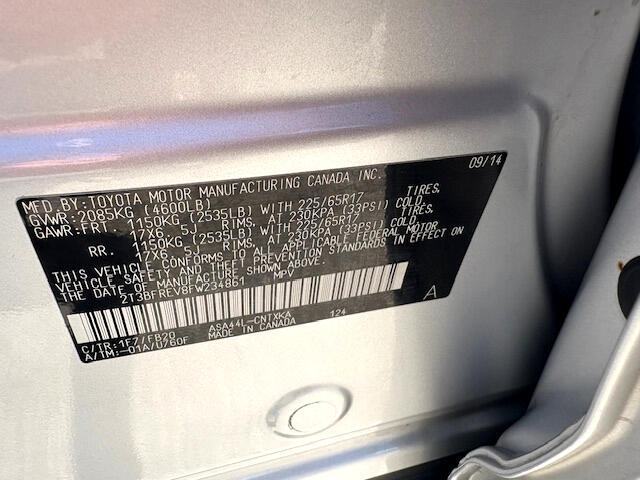 MFD.BY:TOYOTA MOTOR MANUFACTURING CANADA INC. 09/14
GVWR:2085KG (4600LB)
GAWR:FRT. 1150KG (2535LB) WITH 225/65R17 TIRES,
17X6.5J RIMS, AT 230KPA (33PSI) COLD.
RR. 1150KG (2535LB) WITH 225/65R17 TIRES,
17X6.5J RIMS, AT 230KPA (33PSI) COLD.
THIS VEHICLE CONFORMS TO ALL APPLICABLE FEDERAL MOTOR
VEHICLE SAFETY AND THEFT PREVENTION STANDARDS IN EFFECT ON
THE DATE OF MANUFACTURE SHOWN ABOVE.
2T3BFREV8FW234861 MPV
A
C/TR:1F7/FB20 ASA44L-CNTXKA 124
A/TM:-01A/U760F MADE IN CANADA